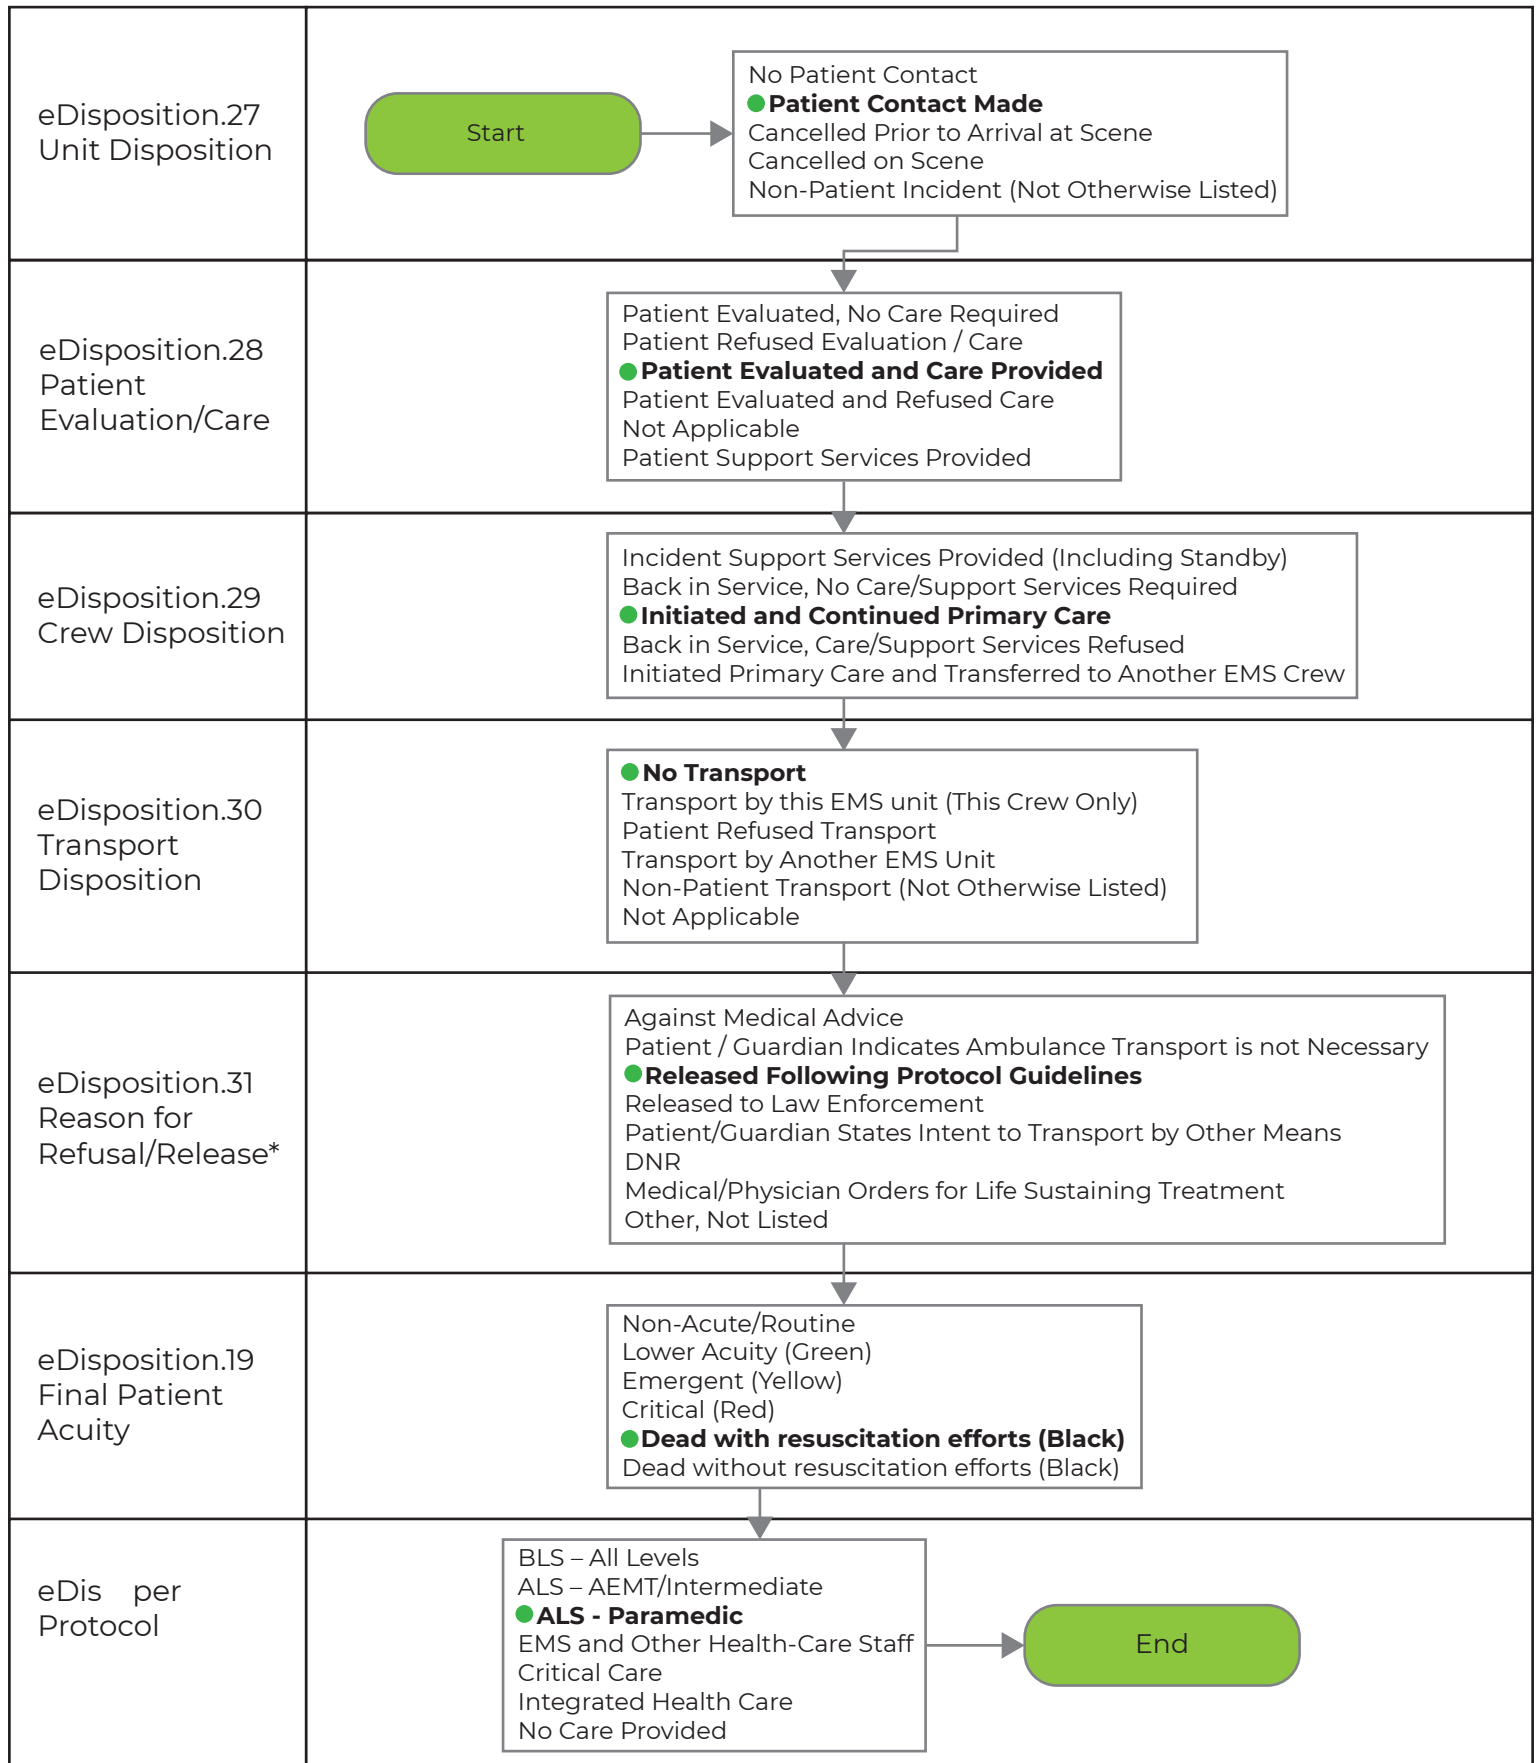 eDisposition.27
Unit Disposition
Start
No Patient Contact
Patient Contact Made
Cancelled Prior to Arrival at Scene
Cancelled on Scene
Non-Patient Incident (Not Otherwise Listed)
eDisposition.28
Patient
Evaluation/Care
Patient Evaluated, No Care Required
Patient Refused Evaluation / Care
Patient Evaluated and Care Provided
Patient Evaluated and Refused Care
Not Applicable
Patient Support Services Provided
eDisposition.29
Crew Disposition
Incident Support Services Provided (Including Standby)
Back in Service, No Care/Support Services Required
Initiated and Continued Primary Care
Back in Service, Care/Support Services Refused
Initiated Primary Care and Transferred to Another EMS Crew
eDisposition.30
Transport
Disposition
No Transport
Transport by this EMS unit (This Crew Only)
Patient Refused Transport
Transport by Another EMS Unit
Non-Patient Transport (Not Otherwise Listed)
Not Applicable
eDisposition.31
Reason for
Refusal/Release*
Against Medical Advice
Patient / Guardian Indicates Ambulance Transport is not Necessary
Released Following Protocol Guidelines
Released to Law Enforcement
Patient/Guardian States Intent to Transport by Other Means
DNR
Medical/Physician Orders for Life Sustaining Treatment
Other, Not Listed
eDisposition.19
Final Patient
Acuity
Non-Acute/Routine
Lower Acuity (Green)
Emergent (Yellow)
Critical (Red)
Dead with resuscitation efforts (Black)
Dead without resuscitation efforts (Black)
eDis per
Protocol
BLS – All Levels
ALS – AEMT/Intermediate
ALS - Paramedic
EMS and Other Health-Care Staff
Critical Care
Integrated Health Care
No Care Provided
End